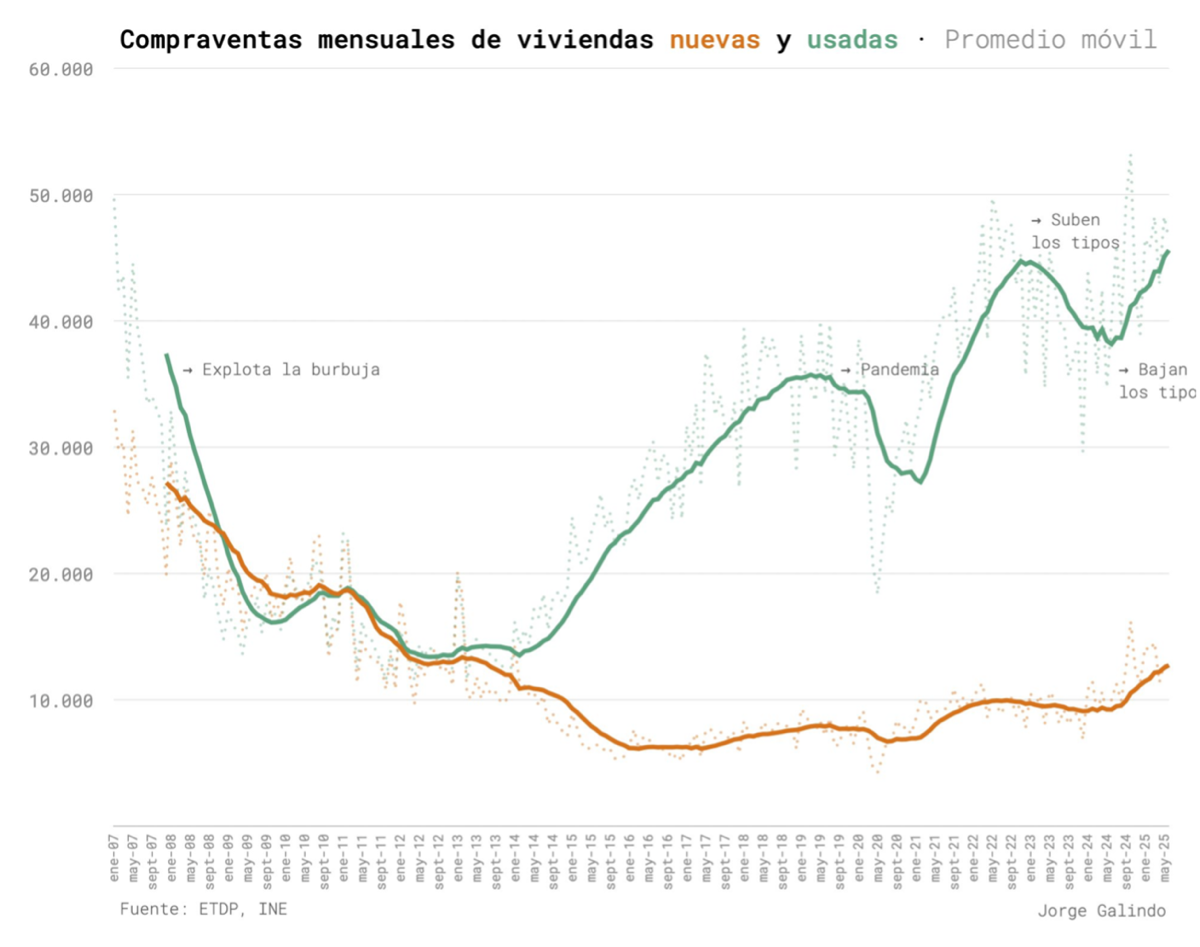 Compraventas mensuales de viviendas nuevas y usadas · Promedio móvil
60.000
50.000
→ Suben
los tipos
40.000
→ Explota la burbuja
→ Pandemia
→ Bajan
los tipo
30.000
20.000
10.000
ene-07
may-07
sept-07
ene-08
may-08
sept-08
ene-09
may-09
sept-09
ene-10
may-10
sept-10
ene-11
may-11
sept-11
ene-12
may-12
sept-12
ene-13
may-13
sept-13
ene-14
may-14
sept-14
ene-15
may-15
sept-15
ene-16
may-16
sept-16
ene-17
may-17
sept-17
ene-18
may-18
sept-18
ene-19
may-19
sept-19
ene-20
may-20
sept-20
ene-21
may-21
sept-21
ene-22
may-22
sept-22
ene-23
may-23
sept-23
ene-24
may-24
sept-24
ene-25
may-25
Fuente: ETDP, INE
Jorge Galindo